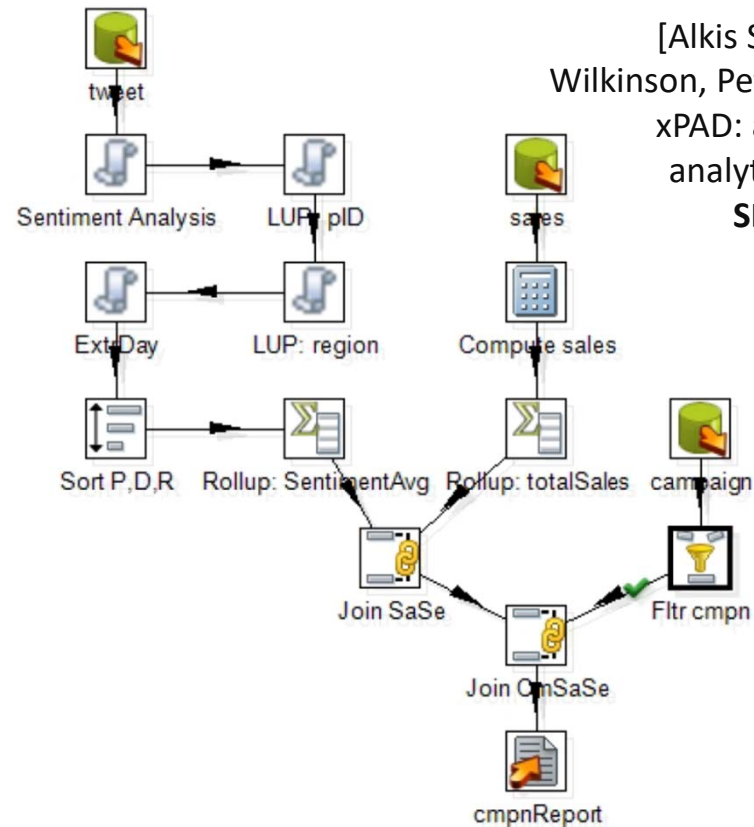 [Alkis S
Wilkinson, Pe
xPAD: a
analyt
SI
tweet
Sentiment Analysis
LUP: pID
sales
ExtrDay
LUP: region
Compute sales
Sort P,D,R
Rollup: SentimentAvg
Rollup: totalSales
campaign
Join SaSe
Fltr cmpn
Join CmSaSe
cmpnReport